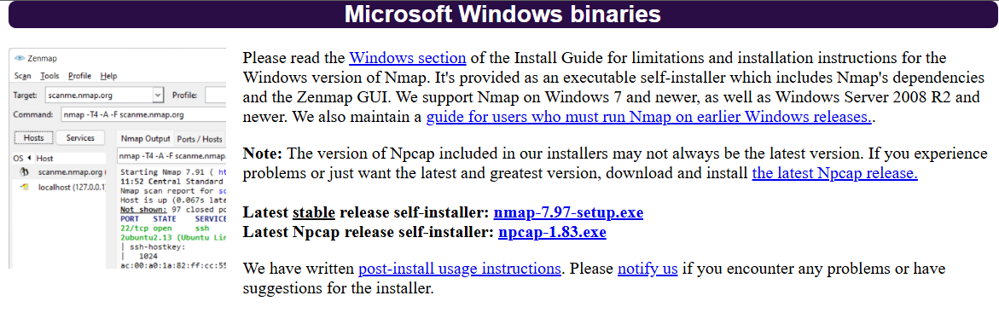 Microsoft Windows binaries
Zenmap
Scan Tools Profile Help
Target: scanme.nmap.org Profile:
Command: nmap -T4 -A -F scanme.nmap.org
Hosts Services
OS Host
scanme.nmap.org (
localhost (127.0.0.1
Nmap Output Ports / Hosts
nmap -T4 -A -F scanme.nmap.
Starting Nmap 7.91 ( ht
11:52 Central Standard
Nmap scan report for sc
Host is up (0.067s late
Not shown: 97 closed po
PORT STATE SERVICE
22/tcp open ssh
2ubuntu2.13 (Ubuntu Lin
| ssh-hostkey:
| 1024
ac:00:a0:1a:82:ff:cc:55
Please read the Windows section of the Install Guide for limitations and installation instructions for the
Windows version of Nmap. It's provided as an executable self-installer which includes Nmap's dependencies
and the Zenmap GUI. We support Nmap on Windows 7 and newer, as well as Windows Server 2008 R2 and
newer. We also maintain a guide for users who must run Nmap on earlier Windows releases..
Note: The version of Npcap included in our installers may not always be the latest version. If you experience
problems or just want the latest and greatest version, download and install the latest Npcap release.
Latest stable release self-installer: nmap-7.97-setup.exe
Latest Npcap release self-installer: npcap-1.83.exe
We have written post-install usage instructions. Please notify us if you encounter any problems or have
suggestions for the installer.